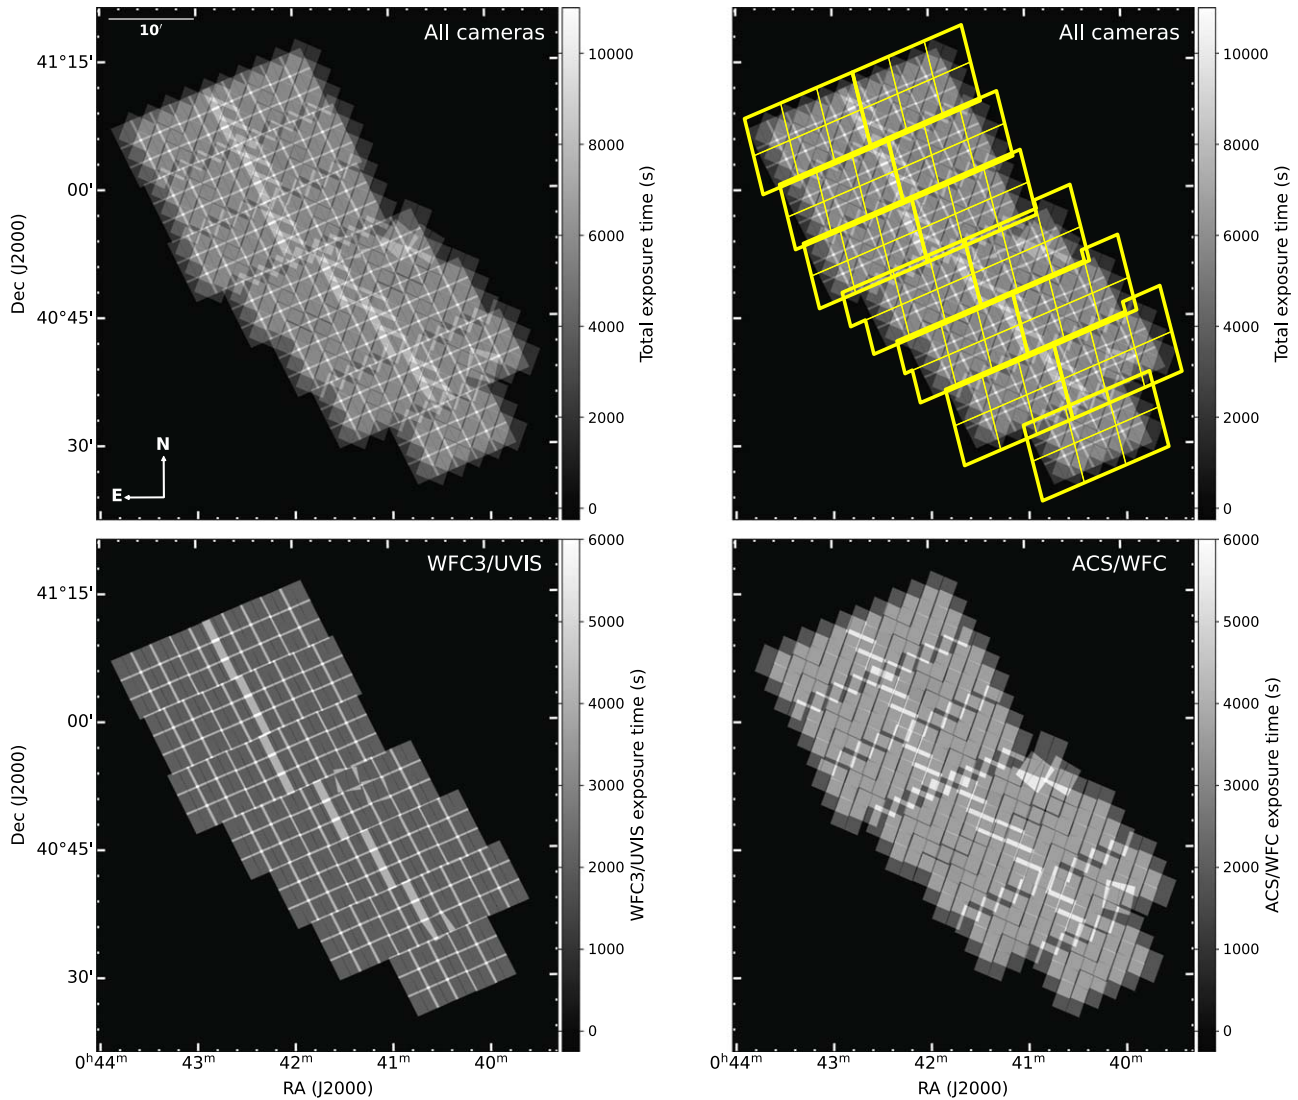 10′
All cameras
41°15'
00'
40°45'
30'
Dec (J2000)
N
E
10000
8000
6000
4000
2000
0
Total exposure time (s)
All cameras
10000
8000
6000
4000
2000
0
Total exposure time (s)
WFC3/UVIS
41°15'
00'
40°45'
30'
Dec (J2000)
0ʰ44ᵐ 43ᵐ 42ᵐ 41ᵐ 40ᵐ
RA (J2000)
6000
5000
4000
3000
2000
1000
0
WFC3/UVIS exposure time (s)
ACS/WFC
0ʰ44ᵐ 43ᵐ 42ᵐ 41ᵐ 40ᵐ
RA (J2000)
6000
5000
4000
3000
2000
1000
0
ACS/WFC exposure time (s)